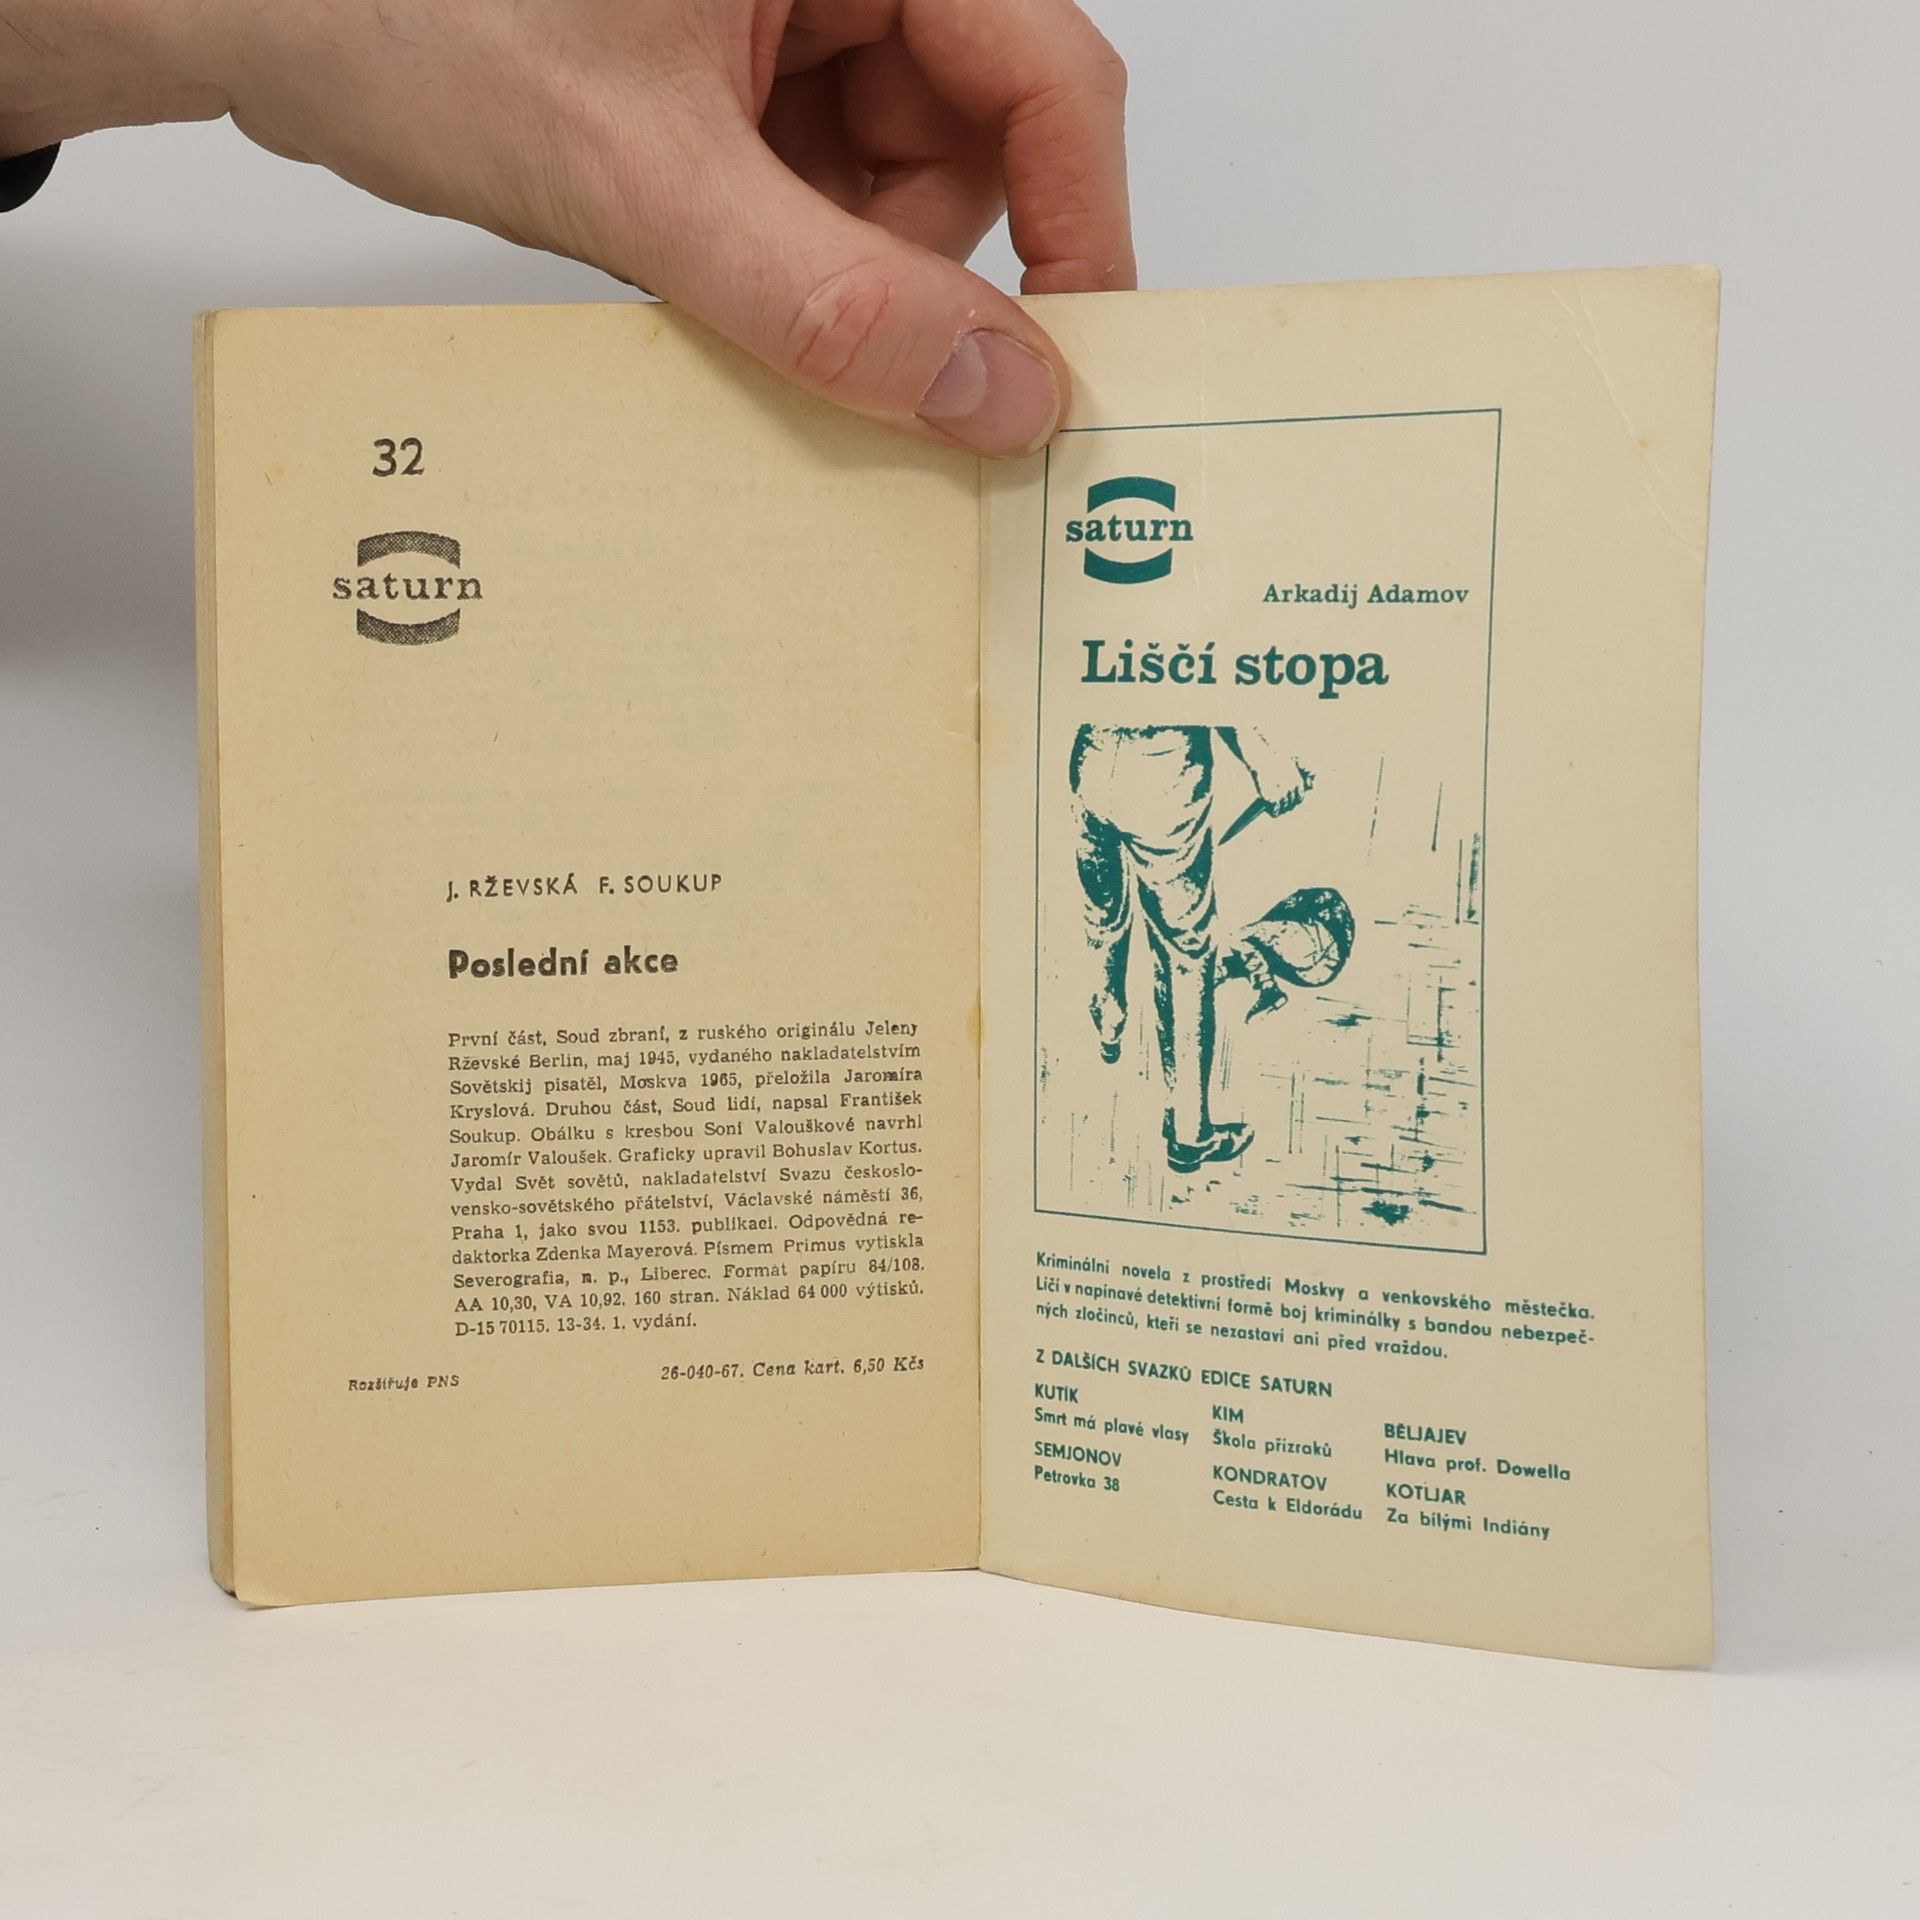 32
saturn
J. RŽEVSKÁ F. SOUKUP
Poslední akce
První část, Soud zbraní, z ruského originálu Jeleny
Rževské Berlin, maj 1945, vydaného nakladatelstvím
Sovětskij pisatěl, Moskva 1965, přeložila Jaromíra
Kryslová. Druhou část, Soud lidí, napsal František
Soukup. Obálku s kresbou Soni Valouškové navrhl
Jaromír Valoušek. Graficky upravil Bohuslav Kortus.
Vydal Svět sovětů, nakladatelství Svazu českoslo-
vensko-sovětského přátelství, Václavské náměstí 36,
Praha 1, jako svou 1153. publikaci. Odpovědná re-
daktorka Zdenka Mayerová. Písmem Primus vytiskla
Severografia, n. p., Liberec. Formát papíru 84/108.
AA 10,30, VA 10,92. 160 stran. Náklad 64 000 výtisků.
D-15 70115. 13-34. 1. vydání.
26-040-67. Cena kart. 6,50 Kčs
Rozšiřuje PNS
saturn
Arkadij Adamov
Liščí stopa
Kriminální novela z prostředí Moskvy a venkovského městečka.
Líčí v napínavé detektivní formě boj kriminálky s bandou nebezpeč-
ných zločinců, kteří se nezastaví ani před vraždou.
Z DALŠÍCH SVAZKŮ EDICE SATURN
KUTÍK
Smrt má plavé vlasy
SEMJONOV
Petrovka 38
KIM
Škola přízraků
KONDRATOV
Cesta k Eldorádu
BĚLJAJEV
Hlava prof. Dowella
KOTLJAR
Za bílými Indiány